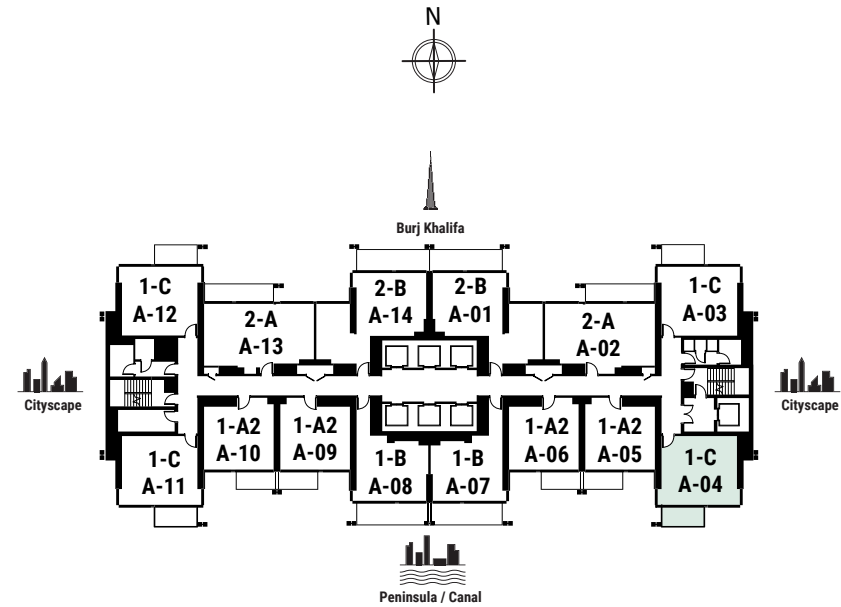 N
Burj Khalifa
1-C
A-12
2-A
A-13
2-B
A-14
2-B
A-01
2-A
A-02
1-C
A-03
Cityscape
Cityscape
1-C
A-11
1-A2
A-10
1-A2
A-09
1-B
A-08
1-B
A-07
1-A2
A-06
1-A2
A-05
1-C
A-04
Peninsula / Canal